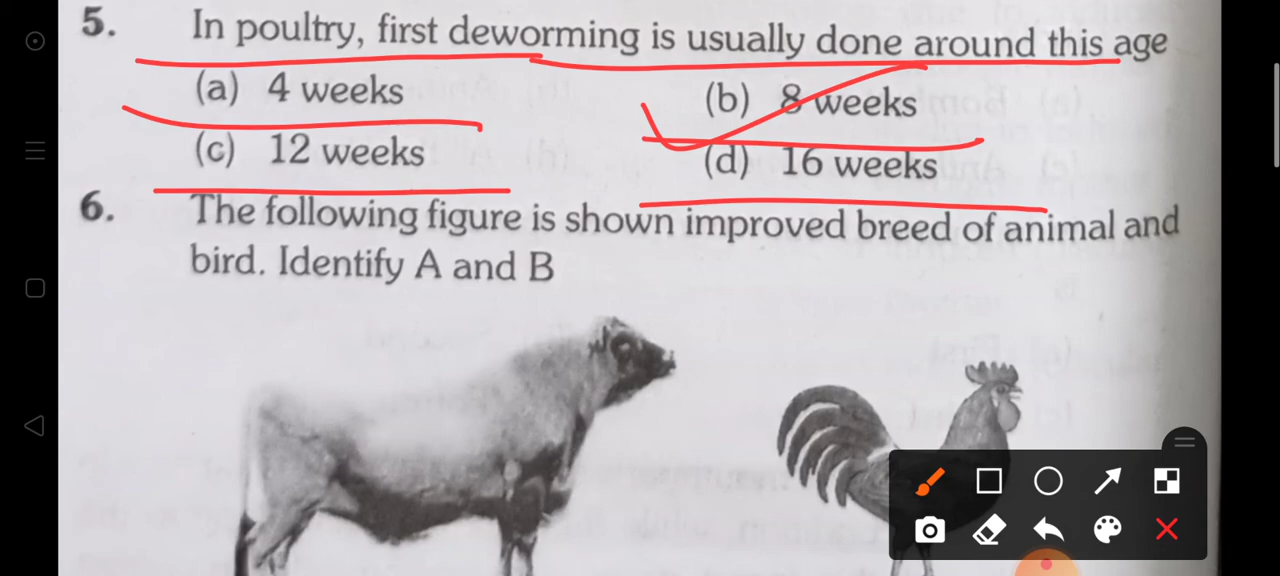 5. In poultry, first deworming is usually done around this age
(a) 4 weeks (b) 8 weeks
(c) 12 weeks (d) 16 weeks
6. The following figure is shown improved breed of animal and
bird. Identify A and B